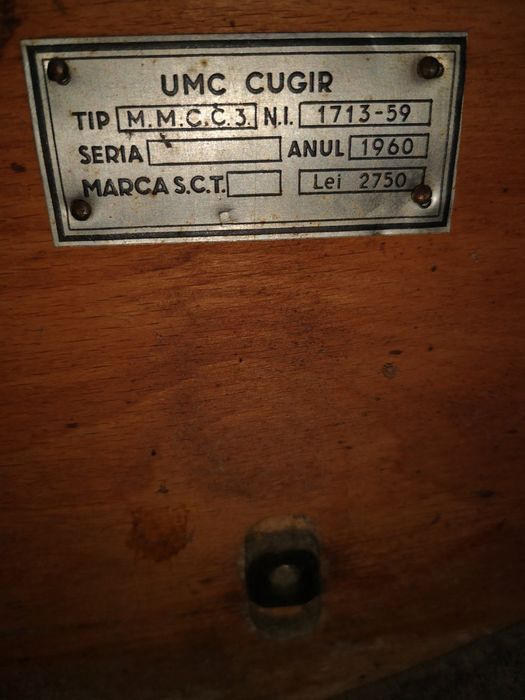 UMC CUGIR
TIP M.M.C.C.3. N.I. 1713-59
SERIA ANUL 1960
MARCA S.C.T. Lei 2750